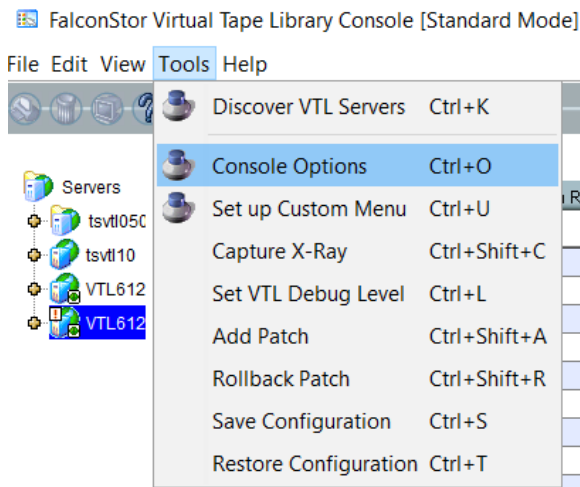 FalconStor Virtual Tape Library Console [Standard Mode]
File Edit View Tools Help
Discover VTL Servers Ctrl+K
Console Options Ctrl+O
Set up Custom Menu Ctrl+U
Capture X-Ray Ctrl+Shift+C
Set VTL Debug Level Ctrl+L
Add Patch Ctrl+Shift+A
Rollback Patch Ctrl+Shift+R
Save Configuration Ctrl+S
Restore Configuration Ctrl+T
Servers
tsvtl050
tsvtl10
VTL612
VTL612
R